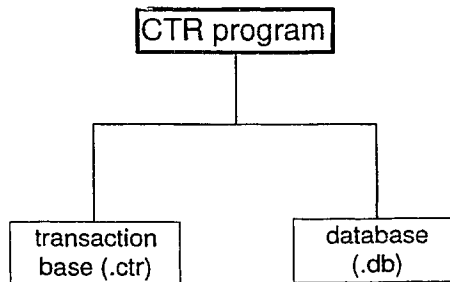 CTR program
transaction
base (.ctr)
database
(.db)